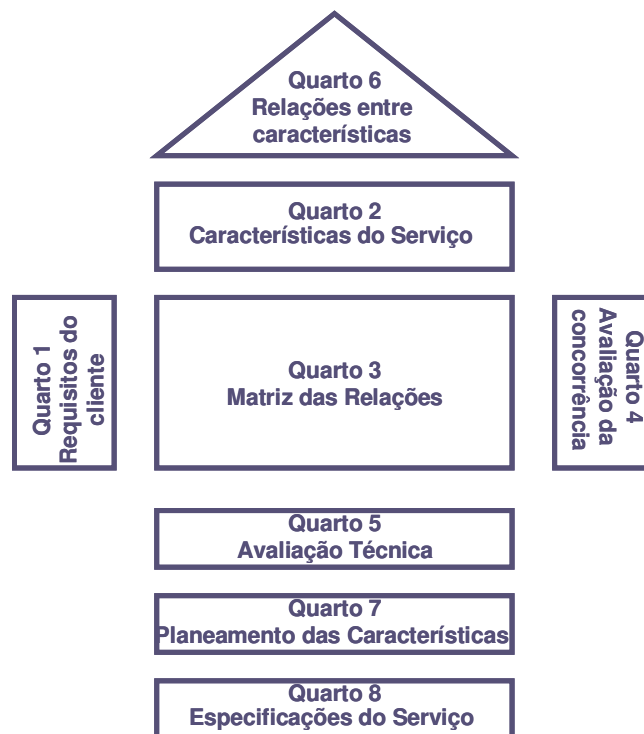 Quarto 6
Relações entre
características
Quarto 2
Características do Serviço
Quarto 1
Requisitos do
cliente
Quarto 3
Matriz das Relações
Quarto 4
Avaliação da
concorrência
Quarto 5
Avaliação Técnica
Quarto 7
Planeamento das Características
Quarto 8
Especificações do Serviço